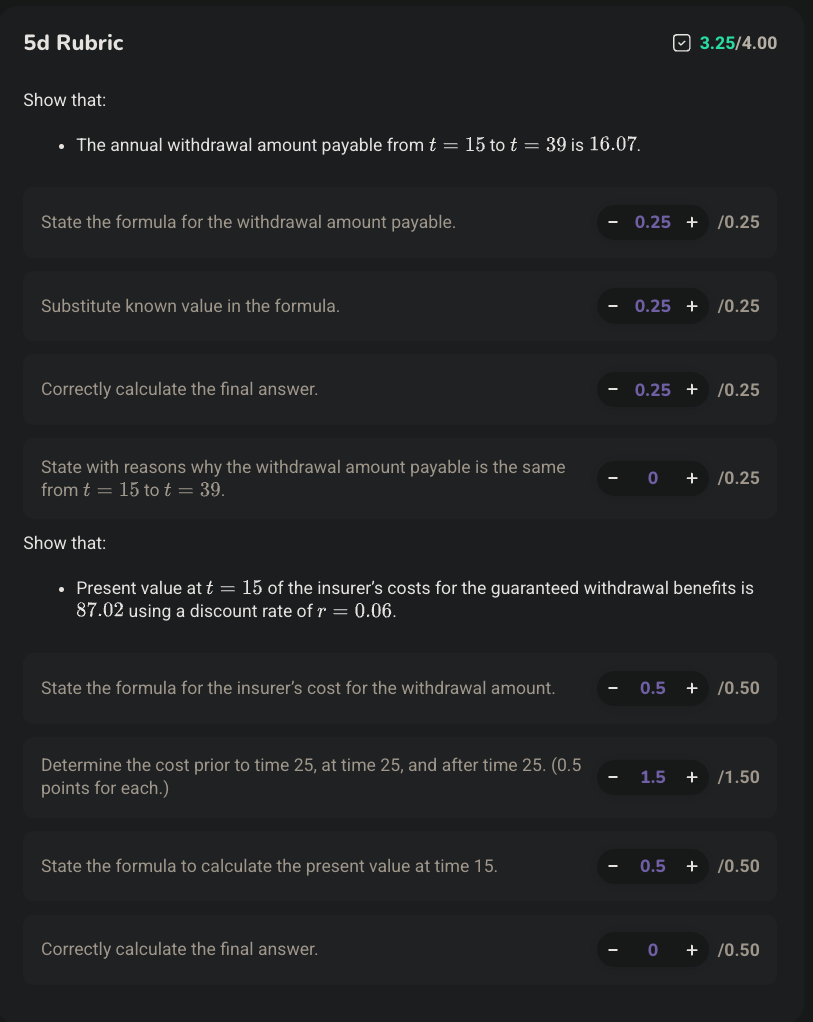 5d Rubric
3.25/4.00
Show that:
• The annual withdrawal amount payable from t = 15 to t = 39 is 16.07.
State the formula for the withdrawal amount payable.
− 0.25 + /0.25
Substitute known value in the formula.
− 0.25 + /0.25
Correctly calculate the final answer.
− 0.25 + /0.25
State with reasons why the withdrawal amount payable is the same
from t = 15 to t = 39.
− 0 + /0.25
Show that:
• Present value at t = 15 of the insurer’s costs for the guaranteed withdrawal benefits is
87.02 using a discount rate of r = 0.06.
State the formula for the insurer’s cost for the withdrawal amount.
− 0.5 + /0.50
Determine the cost prior to time 25, at time 25, and after time 25. (0.5
points for each.)
− 1.5 + /1.50
State the formula to calculate the present value at time 15.
− 0.5 + /0.50
Correctly calculate the final answer.
− 0 + /0.50